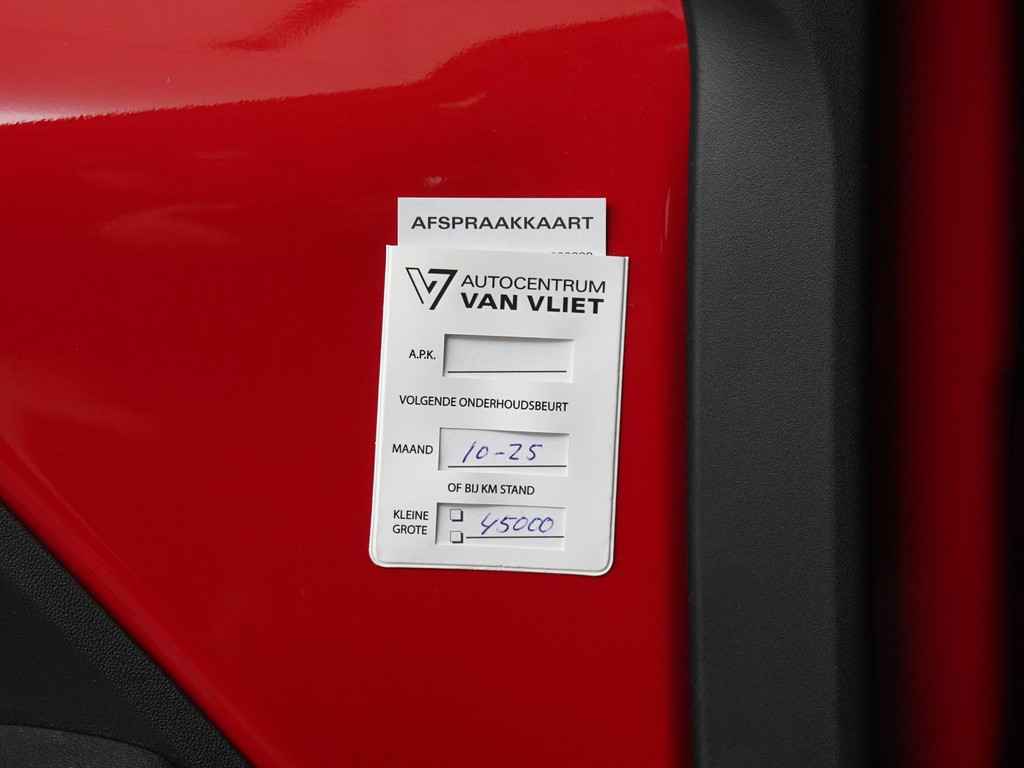 AFSPRAAKKAART
AUTOCENTRUM
VAN VLIET
A.P.K.
VOLGENDE ONDERHOUDSBEURT
MAAND 10-25
OF BIJ KM STAND
KLEINE 45000
GROTE